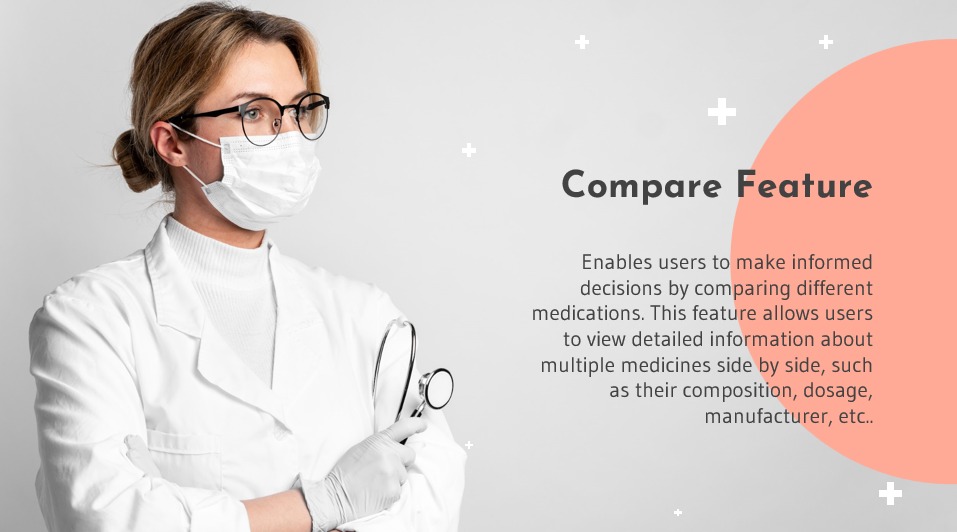 Compare Feature
Enables users to make informed
decisions by comparing different
medications. This feature allows users
to view detailed information about
multiple medicines side by side, such
as their composition, dosage,
manufacturer, etc..